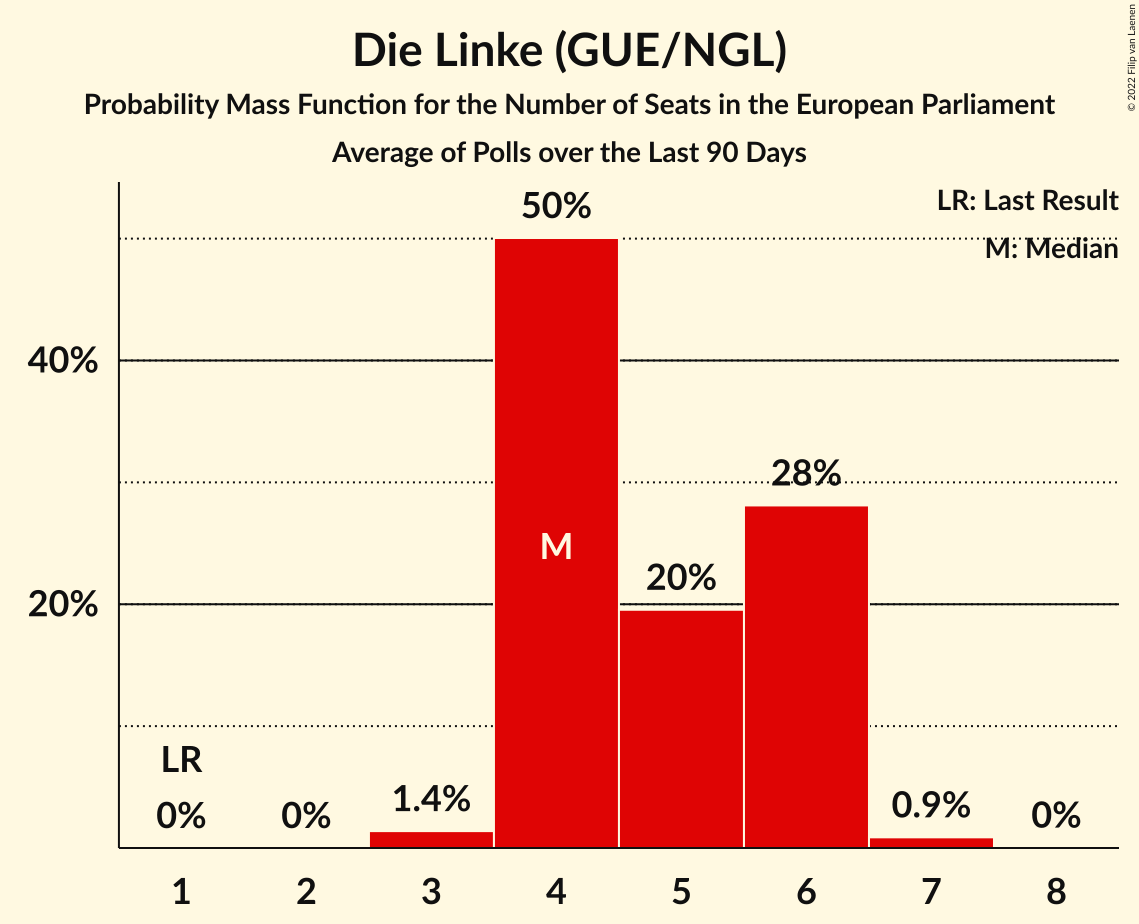 Die Linke (GUE/NGL)
Probability Mass Function for the Number of Seats in the European Parliament
Average of Polls over the Last 90 Days
© 2022 Filip van Laenen
LR: Last Result
M: Median
50%
40%
28%
M
20%
20%
LR
0%
0%
1.4%
0.9%
0%
1 2 3 4 5 6 7 8